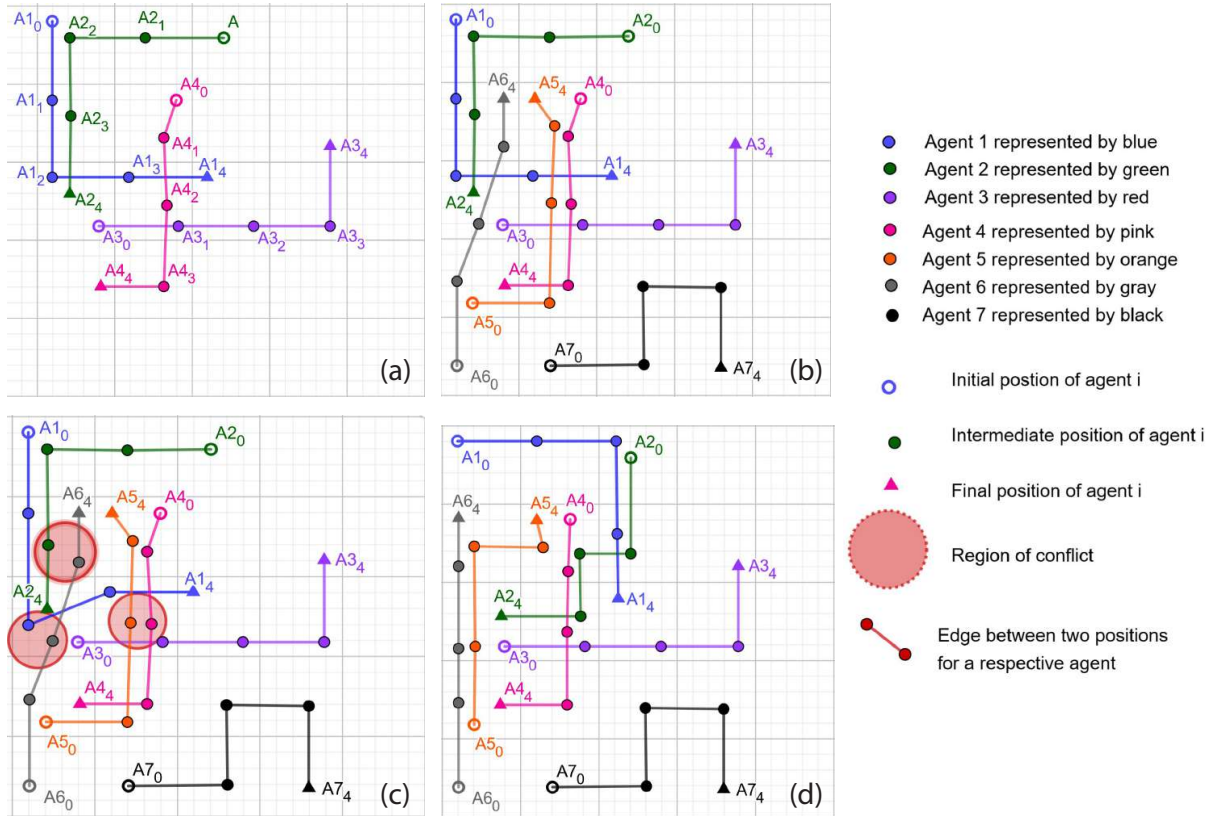 A1₀
A2₂
A2₁
A
A4₀
A1₁
A2₃
A4₁
A3₄
A1₃
A1₄
A1₂
A2₄
A4₂
A3₀
A3₁
A3₂
A3₃
A4₄
A4₃
(a)
A1₀
A2₀
A6₄
A5₄
A4₀
A3₄
A1₄
A2₄
A3₀
A4₄
A5₀
A7₀
A6₀
A7₄
(b)
Agent 1 represented by blue
Agent 2 represented by green
Agent 3 represented by red
Agent 4 represented by pink
Agent 5 represented by orange
Agent 6 represented by gray
Agent 7 represented by black
Initial postion of agent i
Intermediate position of agent i
Final position of agent i
Region of conflict
Edge between two positions
for a respective agent
A1₀
A2₀
A6₄
A5₄
A4₀
A3₄
A1₄
A2₄
A3₀
A4₄
A5₀
A7₀
A6₀
A7₄
(c)
A1₀
A2₀
A6₄
A5₄
A4₀
A3₄
A1₄
A2₄
A3₀
A4₄
A5₀
A7₀
A6₀
A7₄
(d)